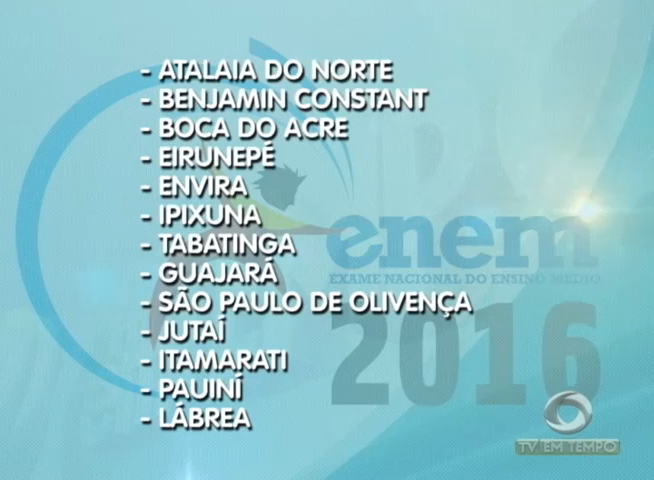 - ATALAIA DO NORTE
- BENJAMIN CONSTANT
- BOCA DO ACRE
- EIRUNEPÉ
- ENVIRA
- IPIXUNA
- TABATINGA
- GUAJARÁ
- SÃO PAULO DE OLIVENÇA
- JUTAÍ
- ITAMARATI
- PAUINÍ
- LÁBREA
enem
EXAME NACIONAL DO ENSINO MÉDIO
2016
TV EM TEMPO